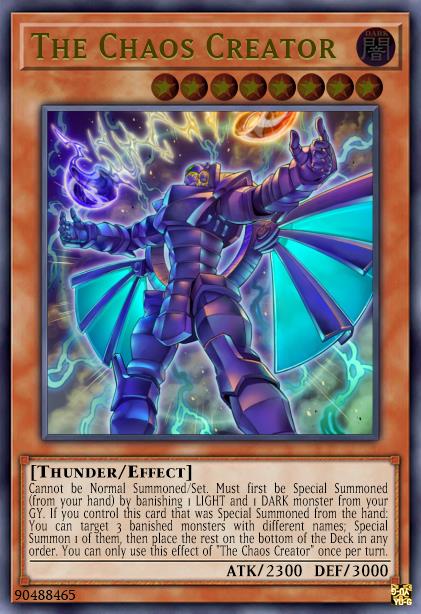 The Chaos Creator
DARK
闇
[Thunder/Effect]
Cannot be Normal Summoned/Set. Must first be Special Summoned
(from your hand) by banishing 1 LIGHT and 1 DARK monster from your
GY. If you control this card that was Special Summoned from the hand:
You can target 3 banished monsters with different names; Special
Summon 1 of them, then place the rest on the bottom of the Deck in any
order. You can only use this effect of "The Chaos Creator" once per turn.
ATK/2300 DEF/3000
90488465